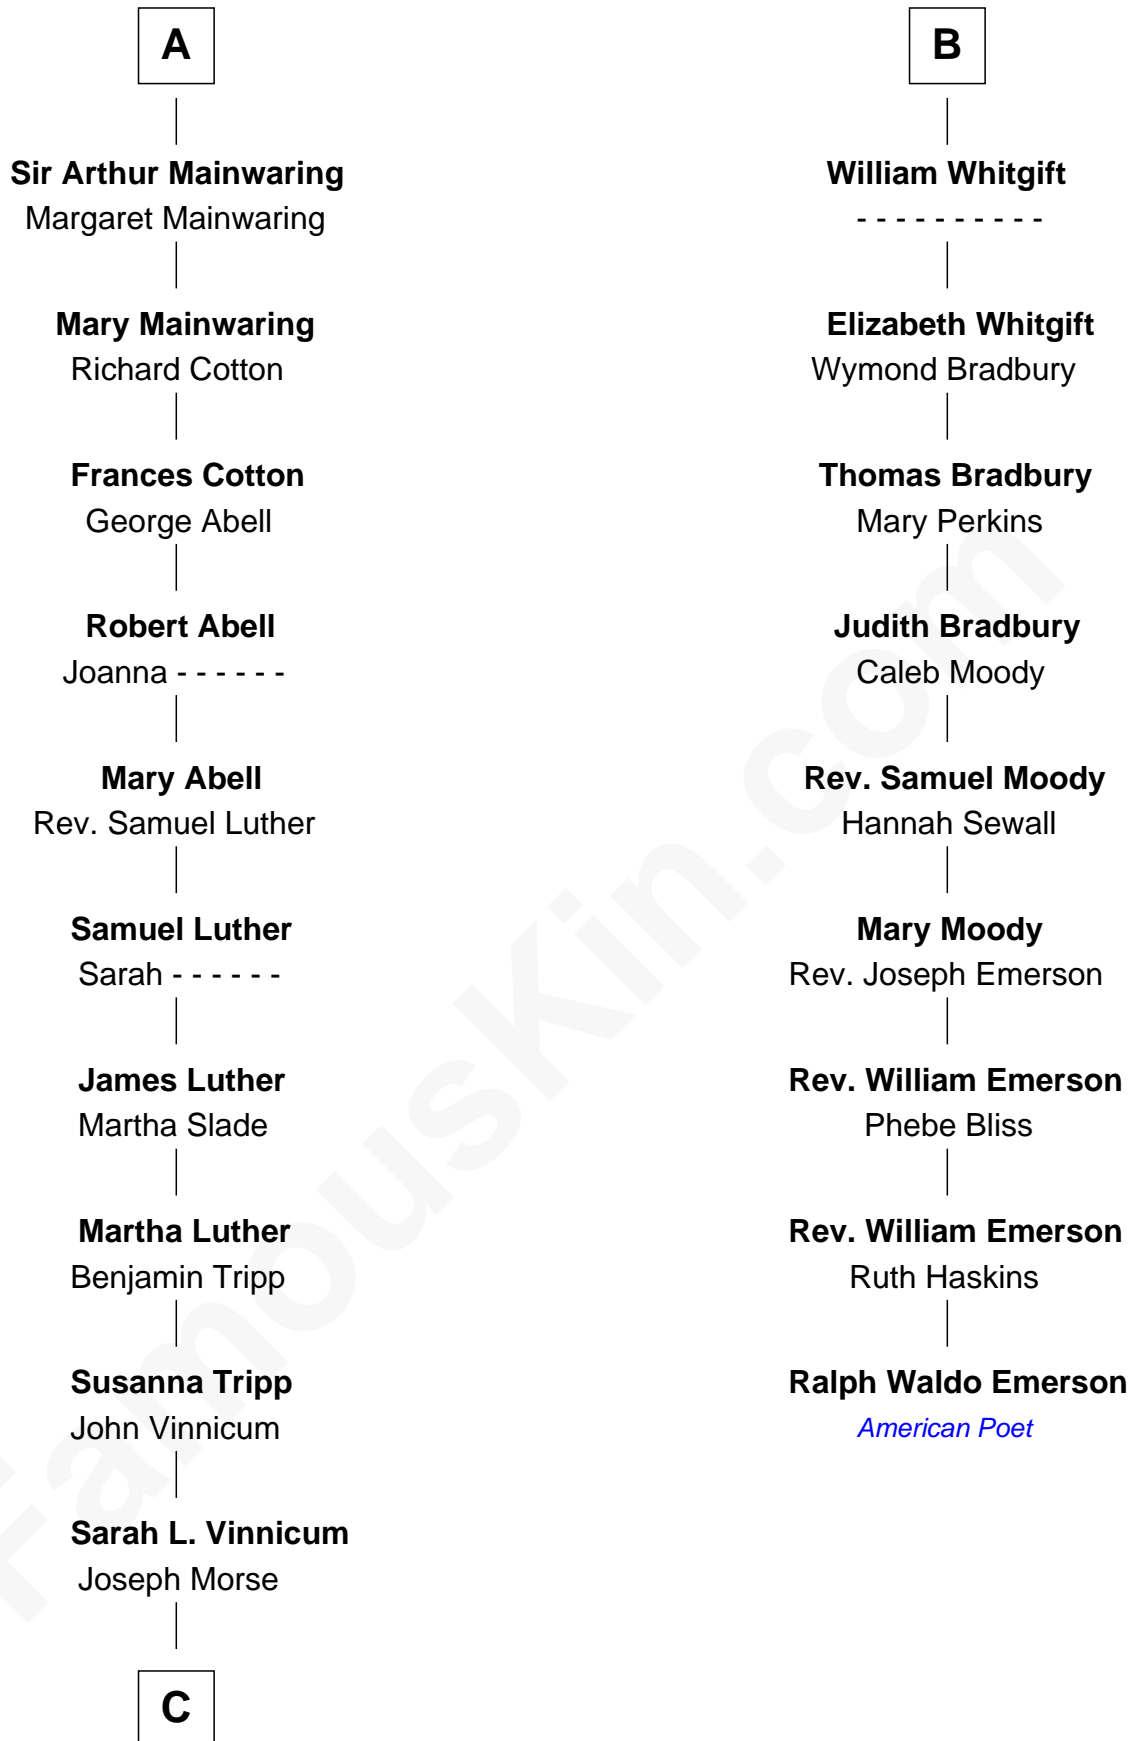 A
Sir Arthur Mainwaring
Margaret Mainwaring
Mary Mainwaring
Richard Cotton
Frances Cotton
George Abell
Robert Abell
Joanna - - - - - -
Mary Abell
Rev. Samuel Luther
Samuel Luther
Sarah - - - - - -
James Luther
Martha Slade
Martha Luther
Benjamin Tripp
Susanna Tripp
John Vinnicum
Sarah L. Vinnicum
Joseph Morse
C
B
William Whitgift
- - - - - - - - - -
Elizabeth Whitgift
Wymond Bradbury
Thomas Bradbury
Mary Perkins
Judith Bradbury
Caleb Moody
Rev. Samuel Moody
Hannah Sewall
Mary Moody
Rev. Joseph Emerson
Rev. William Emerson
Phebe Bliss
Rev. William Emerson
Ruth Haskins
Ralph Waldo Emerson
American Poet
FamousKin.com